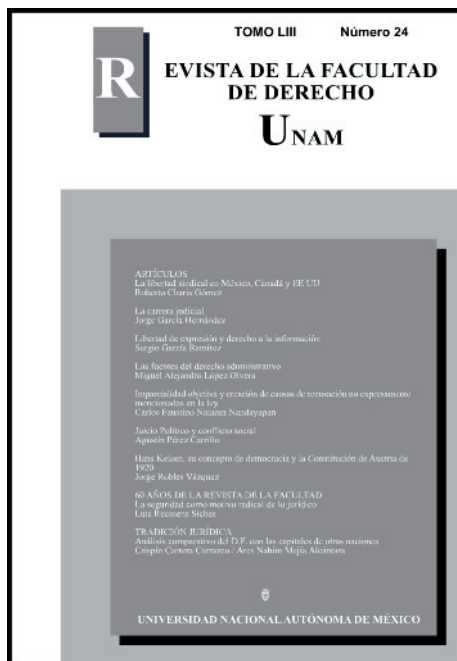 TOMO LIII Número 24
REVISTA DE LA FACULTAD
DE DERECHO
UNAM
ARTÍCULOS
La libertad sindical en México, Canadá y EE UU
Roberto Charis Gómez
La carrera judicial
Jorge García Hernández
Libertad de expresión y derecho a la información
Sergio García Ramírez
Las fuentes del derecho administrativo
Miguel Alejandro López Olvera
Imparcialidad objetiva y creación de causas de recusación no expresamente
mencionadas en la ley
Carlos Faustino Natarén Nandayapan
Juicio Político y conflicto social
Agustín Pérez Carrillo
Hans Kelsen, su concepto de democracia y la Constitución de Austria de
1920
Jorge Robles Vázquez
60 AÑOS DE LA REVISTA DE LA FACULTAD
La seguridad como motivo radical de lo jurídico
Luis Recasens Siches
TRADICIÓN JURÍDICA
Análisis comparativo del D.F. con las capitales de otras naciones
Crispín Carrera Carrazco / Ares Nahim Mejía Alcántara
UNIVERSIDAD NACIONAL AUTÓNOMA DE MÉXICO